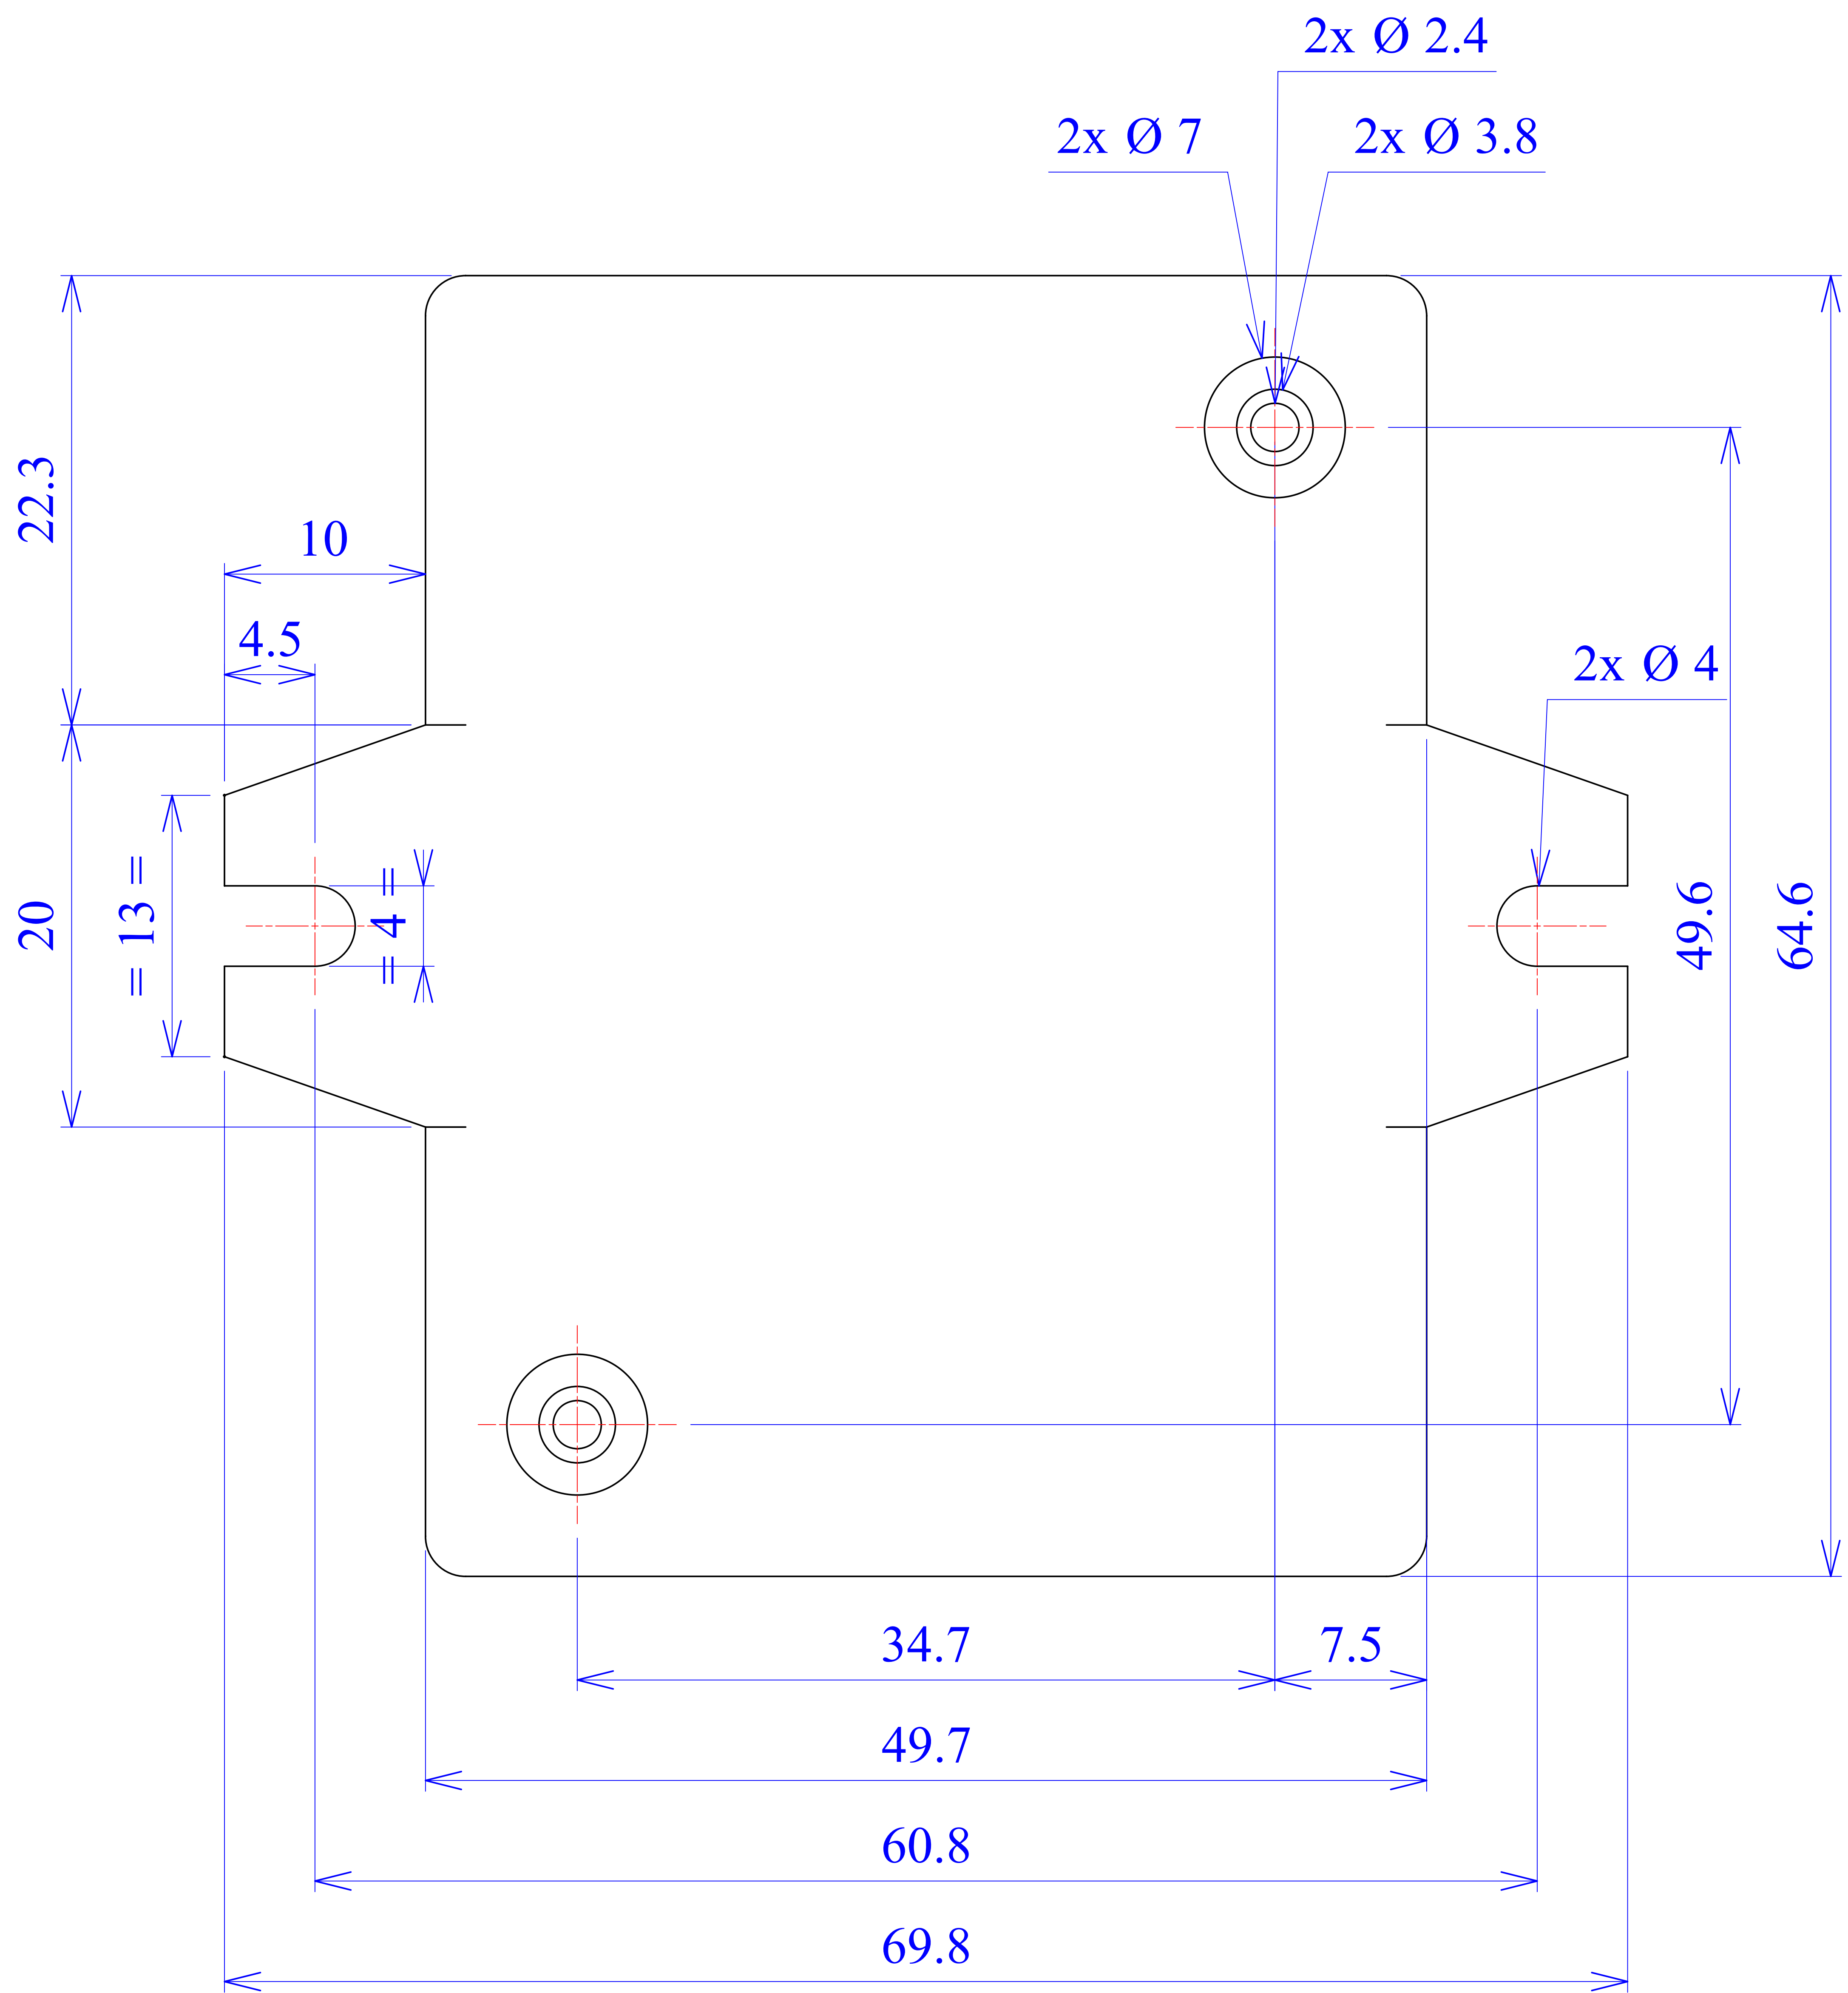 2x Ø 2.4
2x Ø 7
2x Ø 3.8
22.3
10
4.5
2x Ø 4
20
= 13 =
= 4 =
49.6
64.6
34.7
7.5
49.7
60.8
69.8